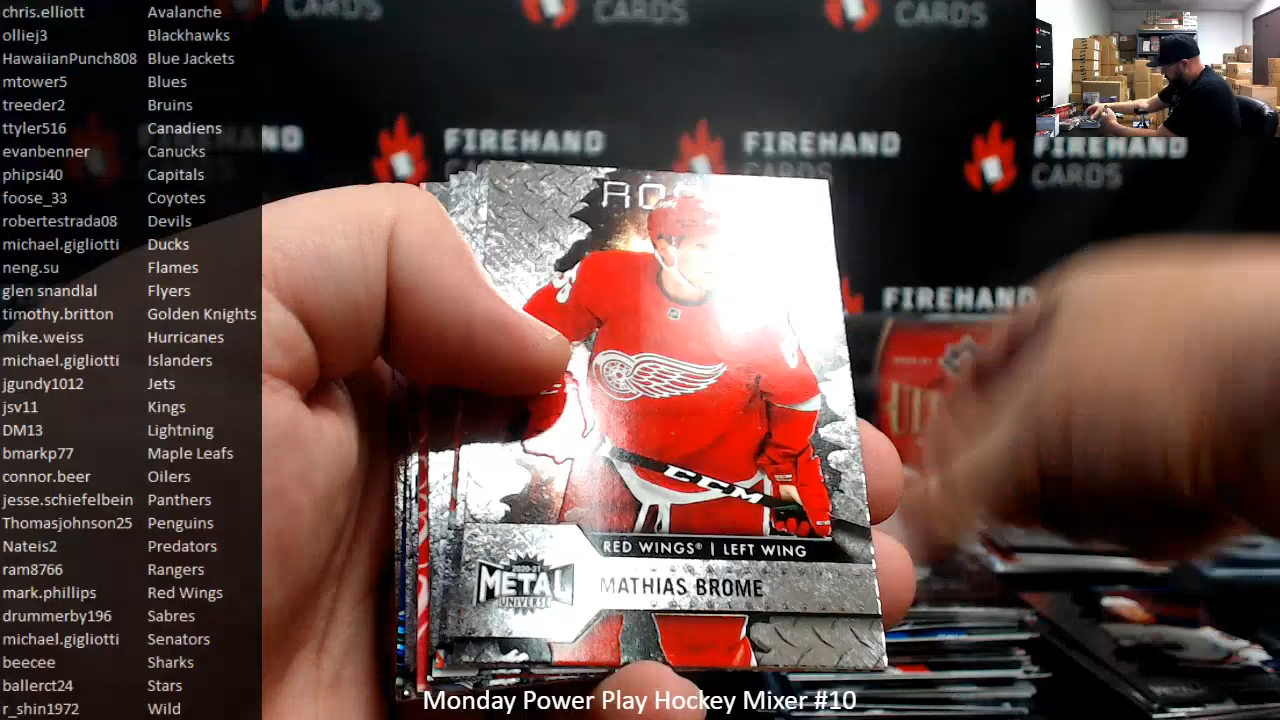 chris.elliott Avalanche
olliej3 Blackhawks
HawaiianPunch808 Blue Jackets
mtower5 Blues
treeder2 Bruins
ttyler516 Canadiens
evanbenner Canucks
phipsi40 Capitals
foose_33 Coyotes
robertestrada08 Devils
michael.gigliotti Ducks
neng.su Flames
glen snandlal Flyers
timothy.britton Golden Knights
mike.weiss Hurricanes
michael.gigliotti Islanders
jgundy1012 Jets
jsv11 Kings
DM13 Lightning
bmarkp77 Maple Leafs
connor.beer Oilers
jesse.schiefelbein Panthers
Thomasjohnson25 Penguins
Nateis2 Predators
ram8766 Rangers
mark.phillips Red Wings
drummerby196 Sabres
michael.gigliotti Senators
beecee Sharks
ballerct24 Stars
r_shin1972 Wild
CARDS
CARDS
CARDS
FIREHAND
CARDS
FIREHAND
CARDS
FIREHAND
CCM
RED WINGS® | LEFT WING
2020-21
METAL
UNIVERSE
MATHIAS BROME
Monday Power Play Hockey Mixer #10